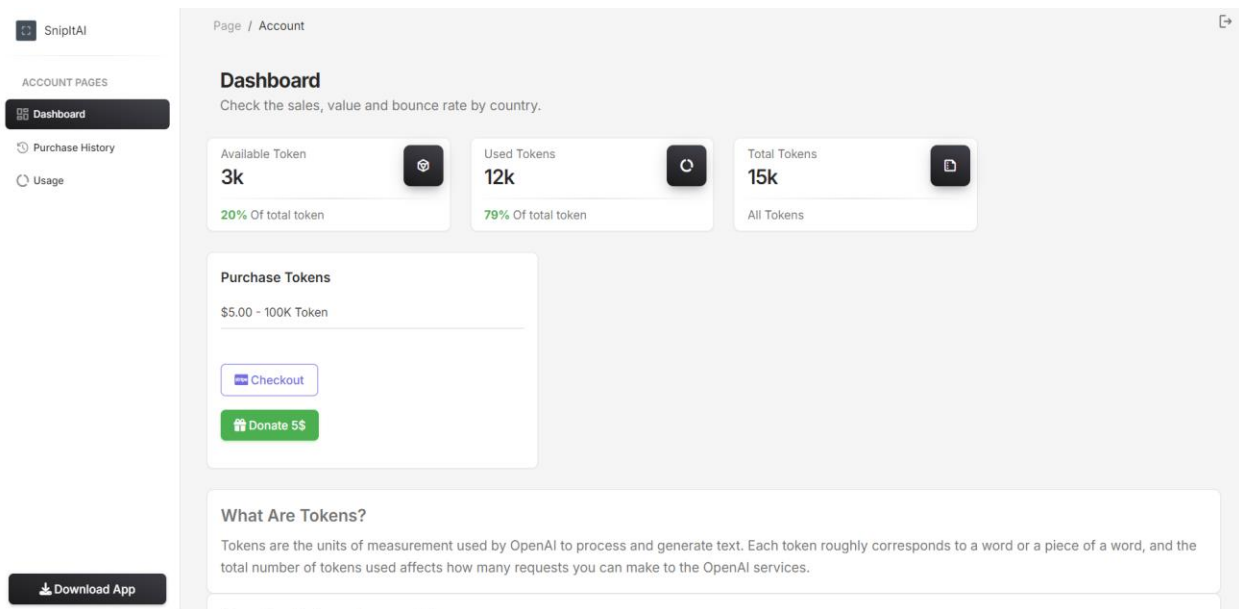 SnipItAI
Page / Account
ACCOUNT PAGES
Dashboard
Purchase History
Usage
Download App
Dashboard
Check the sales, value and bounce rate by country.
Available Token
3k
20% Of total token
Used Tokens
12k
79% Of total token
Total Tokens
15k
All Tokens
Purchase Tokens
$5.00 - 100K Token
Checkout
Donate 5$
What Are Tokens?
Tokens are the units of measurement used by OpenAI to process and generate text. Each token roughly corresponds to a word or a piece of a word, and the
total number of tokens used affects how many requests you can make to the OpenAI services.